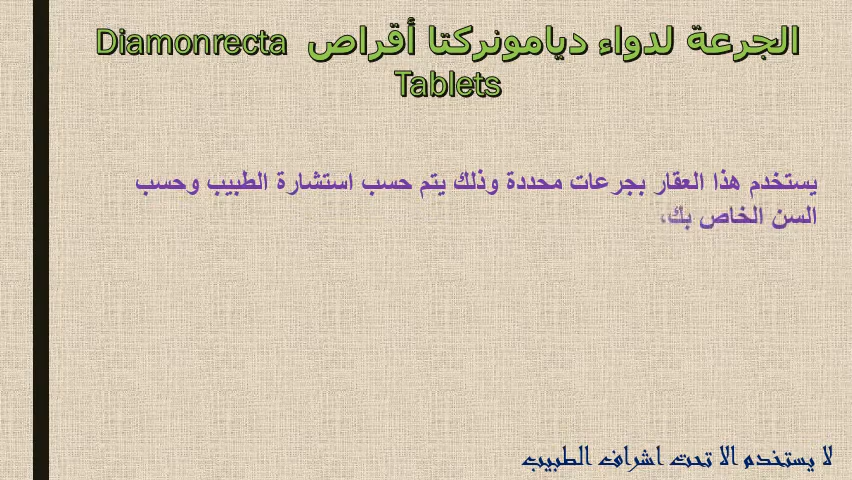 الجرعة لدواء ديامونركتا أقراص Diamonrecta
Tablets
يستخدم هذا العقار بجرعات محددة وذلك يتم حسب استشارة الطبيب وحسب
السن الخاص بك،
لا يستخدم الا تحت اشراف الطبيب